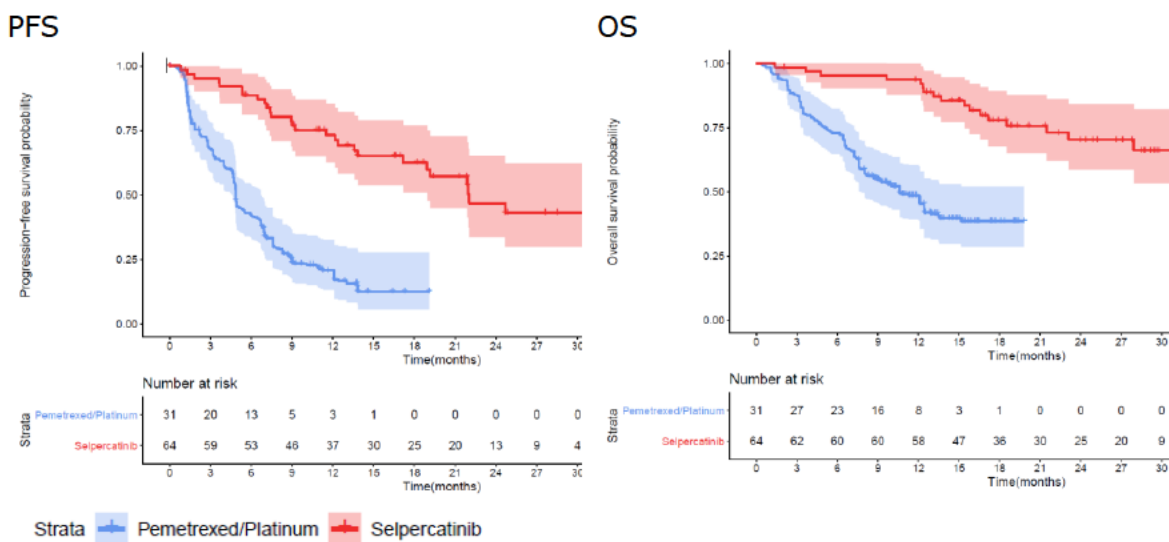 PFS
OS
Progression-free survival probability
1.00
0.75
0.50
0.25
0.00
0 3 6 9 12 15 18 21 24 27 30
Time(months)
Overall survival probability
1.00
0.75
0.50
0.25
0.00
0 3 6 9 12 15 18 21 24 27 30
Time(months)
Number at risk
Strata
Pemetrexed/Platinum 31 20 13 5 3 1 0 0 0 0 0
Selpercatinib 64 59 53 46 37 30 25 20 13 9 4
0 3 6 9 12 15 18 21 24 27 30
Time(months)
Number at risk
Strata
Pemetrexed/Platinum 31 27 23 16 8 3 1 0 0 0 0
Selpercatinib 64 62 60 60 58 47 36 30 25 20 9
0 3 6 9 12 15 18 21 24 27 30
Time(months)
Strata Pemetrexed/Platinum Selpercatinib